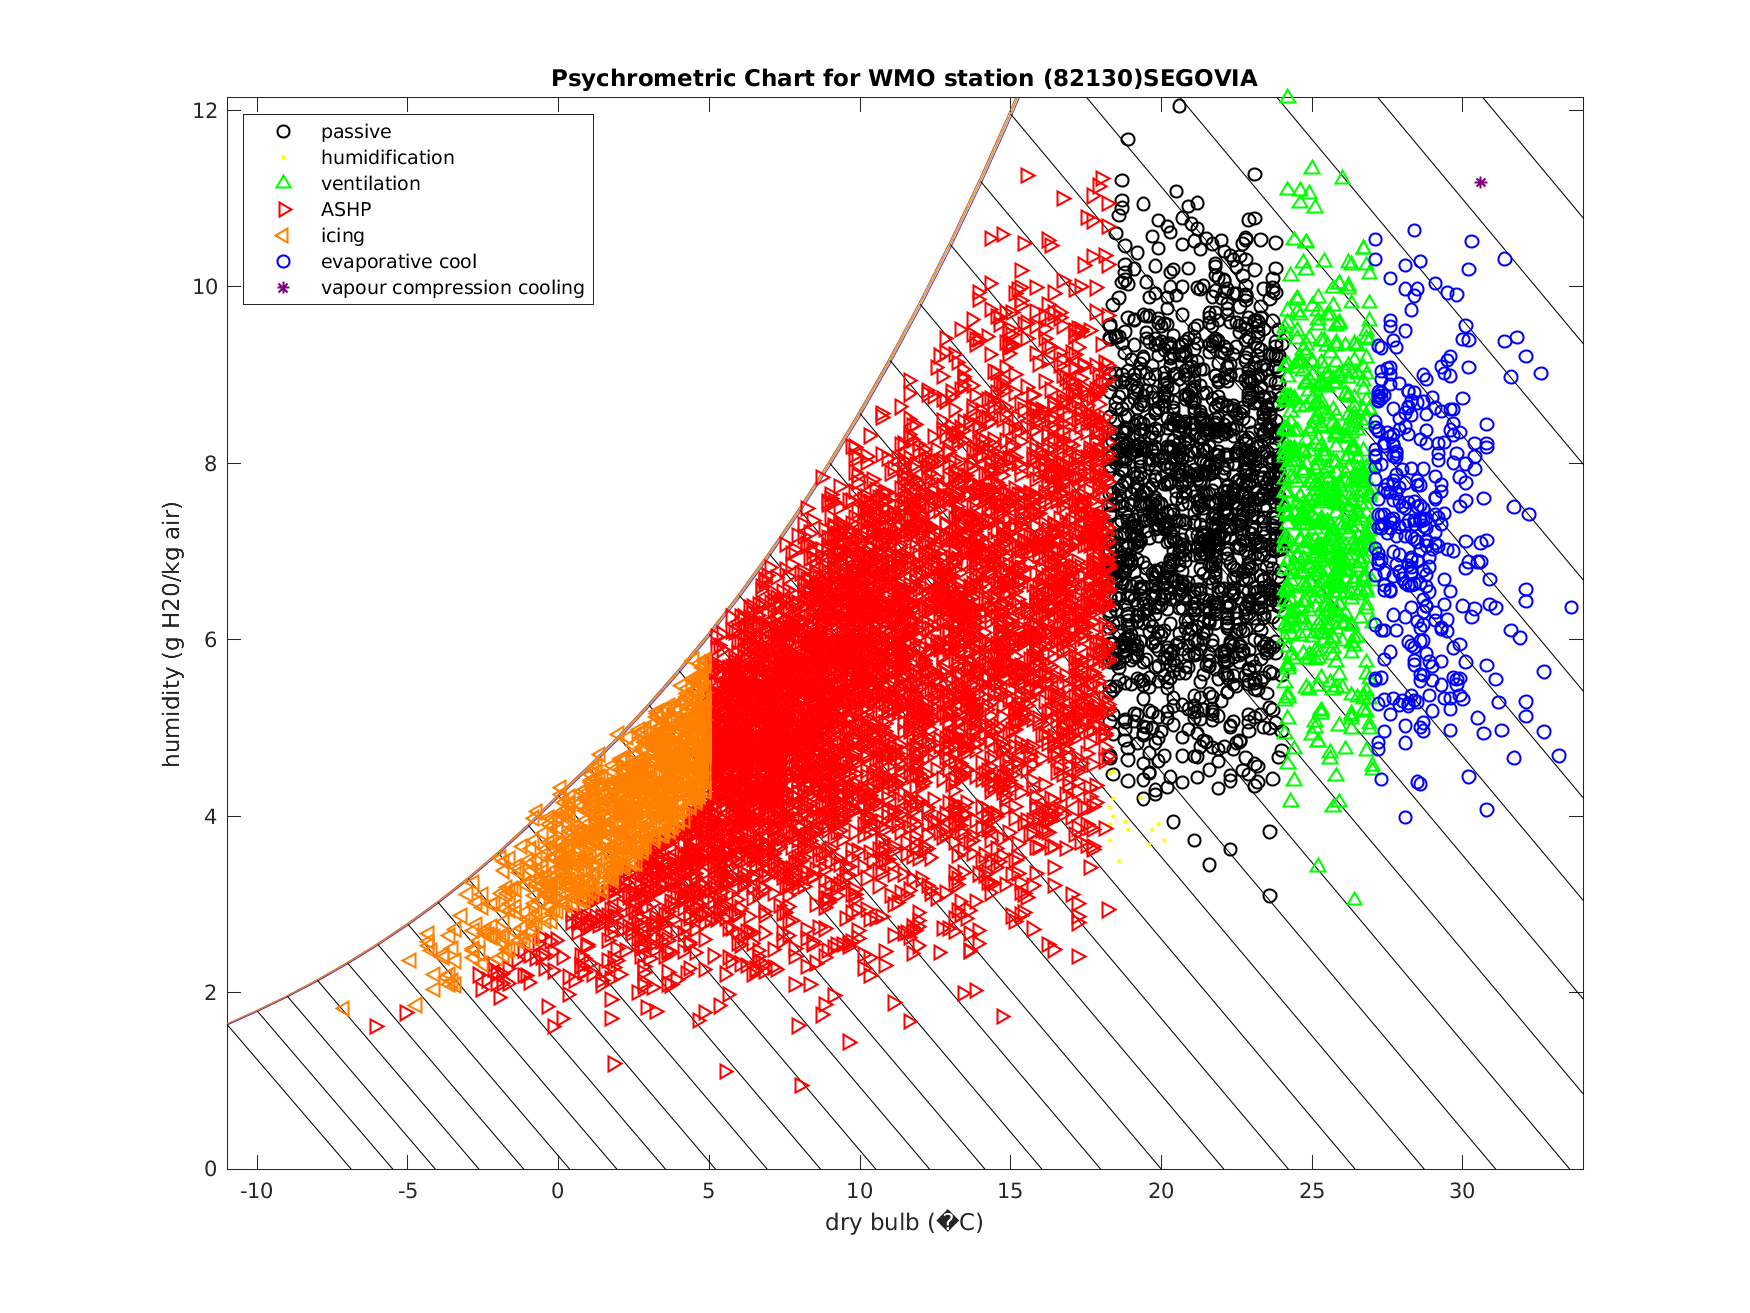 Psychrometric Chart for WMO station (82130)SEGOVIA
12
10
8
6
4
2
0
humidity (g H20/kg air)
passive
humidification
ventilation
ASHP
icing
evaporative cool
vapour compression cooling
-10 -5 0 5 10 15 20 25 30
dry bulb (�C)